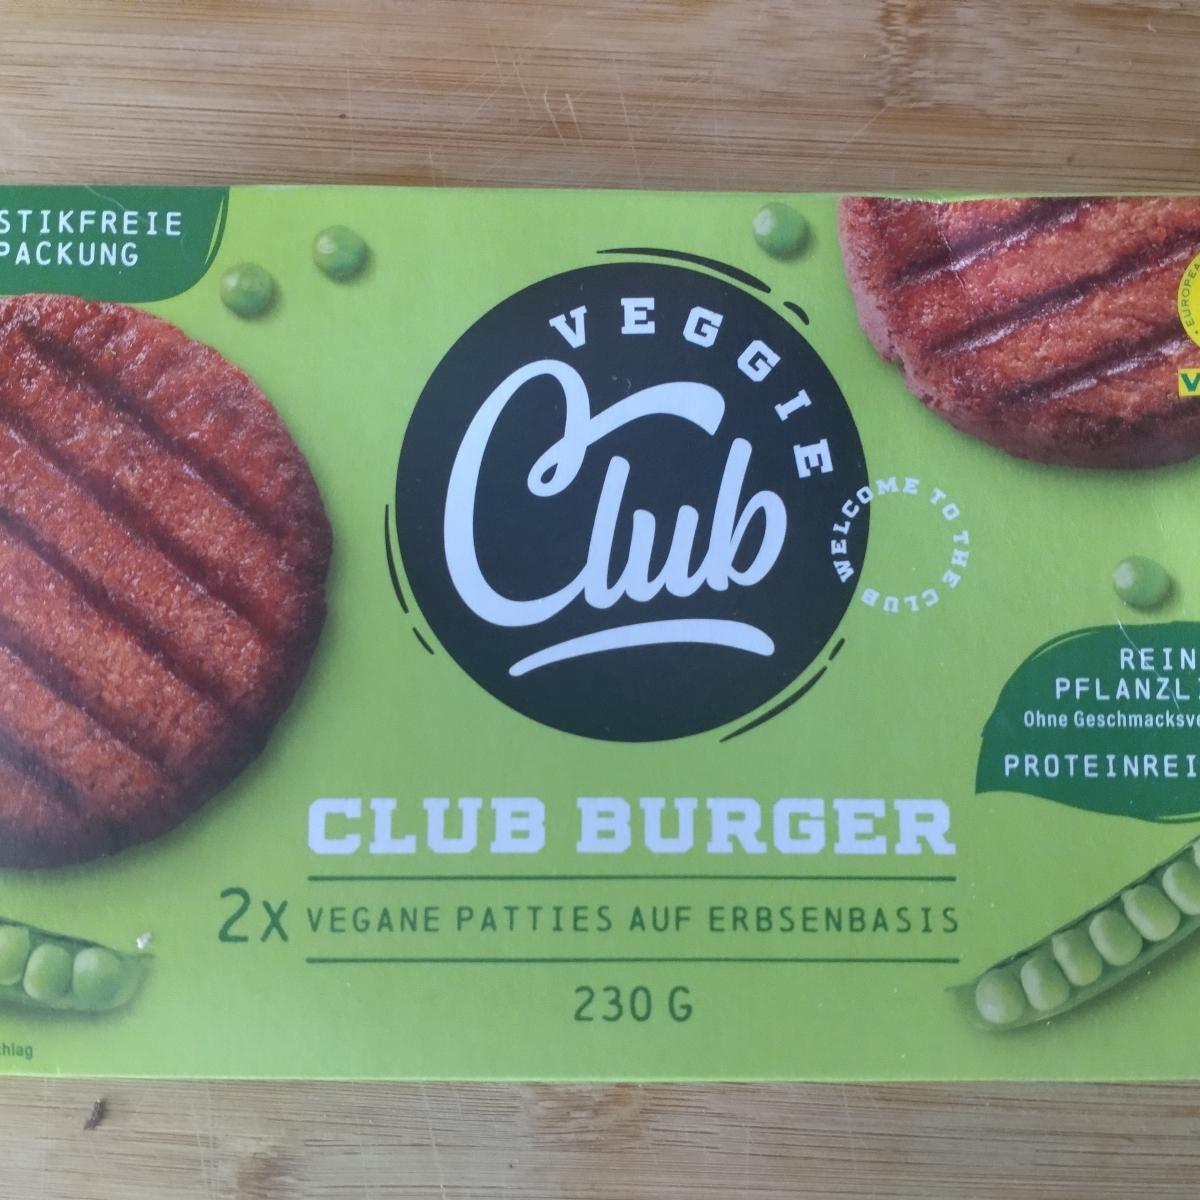 STIKFREIE
PACKUNG
VEGGIE
Club
WELCOME TO THE CLUB
EUROPEA
V
REIN
PFLANZLI
Ohne Geschmacksve
PROTEINREI
CLUB BURGER
2x VEGANE PATTIES AUF ERBSENBASIS
230 G
hlag